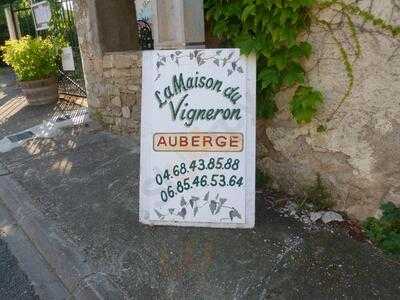 La Maison du
Vigneron
AUBERGE
04.68.43.85.88
06.85.46.53.64